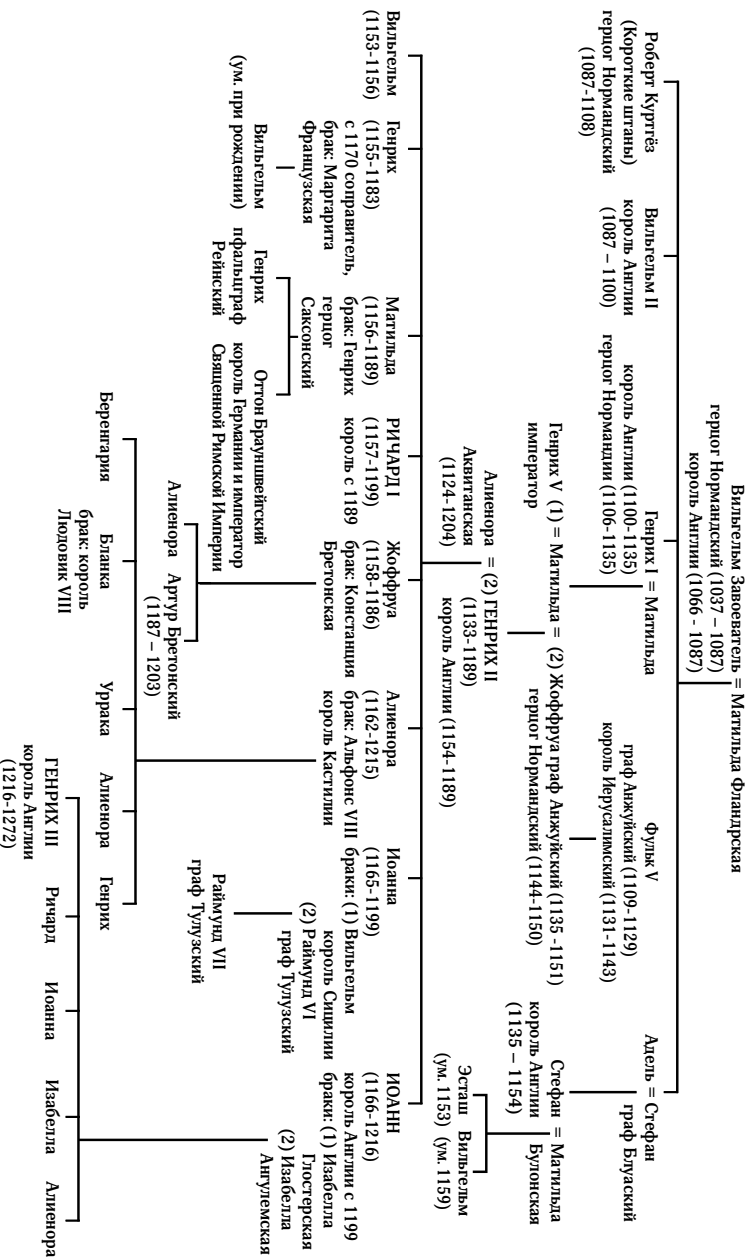 Вильгельм Завоеватель = Матильда Фландрская
герцог Нормандский (1037 – 1087)
король Англии (1066 - 1087)
Роберт Куртгёз
(Короткие штаны)
герцог Нормандский
(1087-1108)
Вильгельм II
король Англии
(1087 – 1100)
Генрих I = Матильда
король Англии (1100-1135)
герцог Нормандии (1106-1135)
Фульк V
граф Анжуйский (1109-1129)
король Иерусалимский (1131-1143)
Адель = Стефан
граф Блуаский
Генрих V (1) = Матильда = (2) Жоффруа граф Анжуйский (1135 -1151)
император
герцог Нормандский (1144-1150)
Стефан = Матильда
король Англии
Булонская
(1135 – 1154)
Алиенора = (2) ГЕНРИХ II
Аквитанская
(1133-1189)
(1124-1204)
король Англии (1154-1189)
Эсташ
(ум. 1153)
Вильгельм
(ум. 1159)
Вильгельм
(1153-1156)
Генрих
(1155-1183)
с 1170 соправитель,
брак: Маргарита
Французская
Матильда
(1156-1189)
брак: Генрих
герцог
Саксонский
РИЧАРД I
(1157-1199)
король с 1189
Жоффруа
(1158-1186)
брак: Констанция
Бретонская
Алиенора
(1162-1215)
брак: Альфонс VIII
король Кастилии
Иоанна
(1165-1199)
браки: (1) Вильгельм
король Сицилии
(2) Раймунд VI
граф Тулузский
ИОАНН
(1166-1216)
король Англии с 1199
браки: (1) Изабелла
Глостерская
(2) Изабелла
Ангулемская
Вильгельм
(ум. при рождении)
Генрих
пфальцграф
Рейнский
Оттон Брауншвейгский
король Германии и император
Священной Римской Империи
Алиенора
Артур Бретонский
(1187 – 1203)
Раймунд VII
граф Тулузский
Беренгария
Бланка
брак: король
Людовик VIII
Уррака
Алиенора
Генрих
ГЕНРИХ III
король Англии
(1216-1272)
Ричард
Иоанна
Изабелла
Алиенора